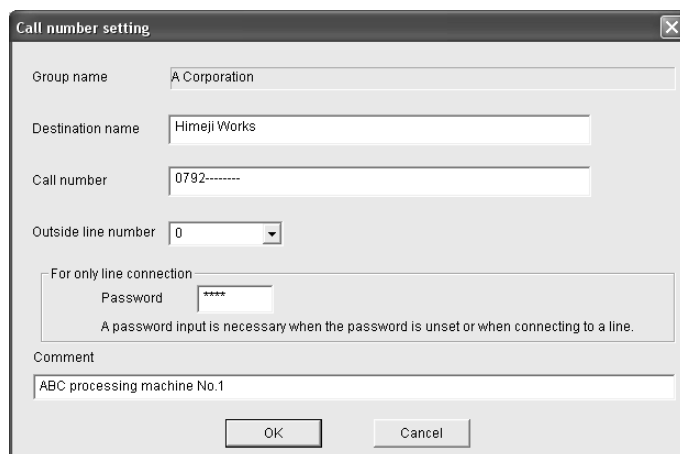 Call number setting
Group name A Corporation
Destination name Himeji Works
Call number 0792--------
Outside line number 0
For only line connection
Password ****
A password input is necessary when the password is unset or when connecting to a line.
Comment
ABC processing machine No.1
OK Cancel